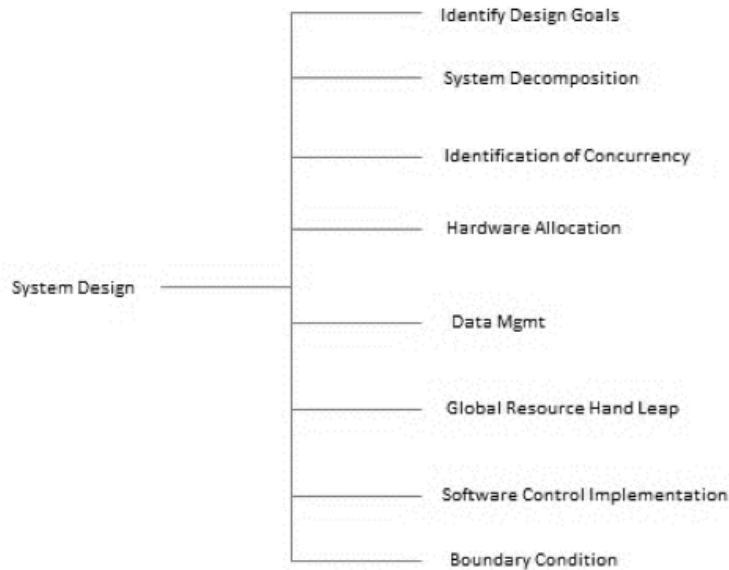 Identify Design Goals
System Decomposition
Identification of Concurrency
Hardware Allocation
System Design
Data Mgmt
Global Resource Hand Leap
Software Control Implementation
Boundary Condition